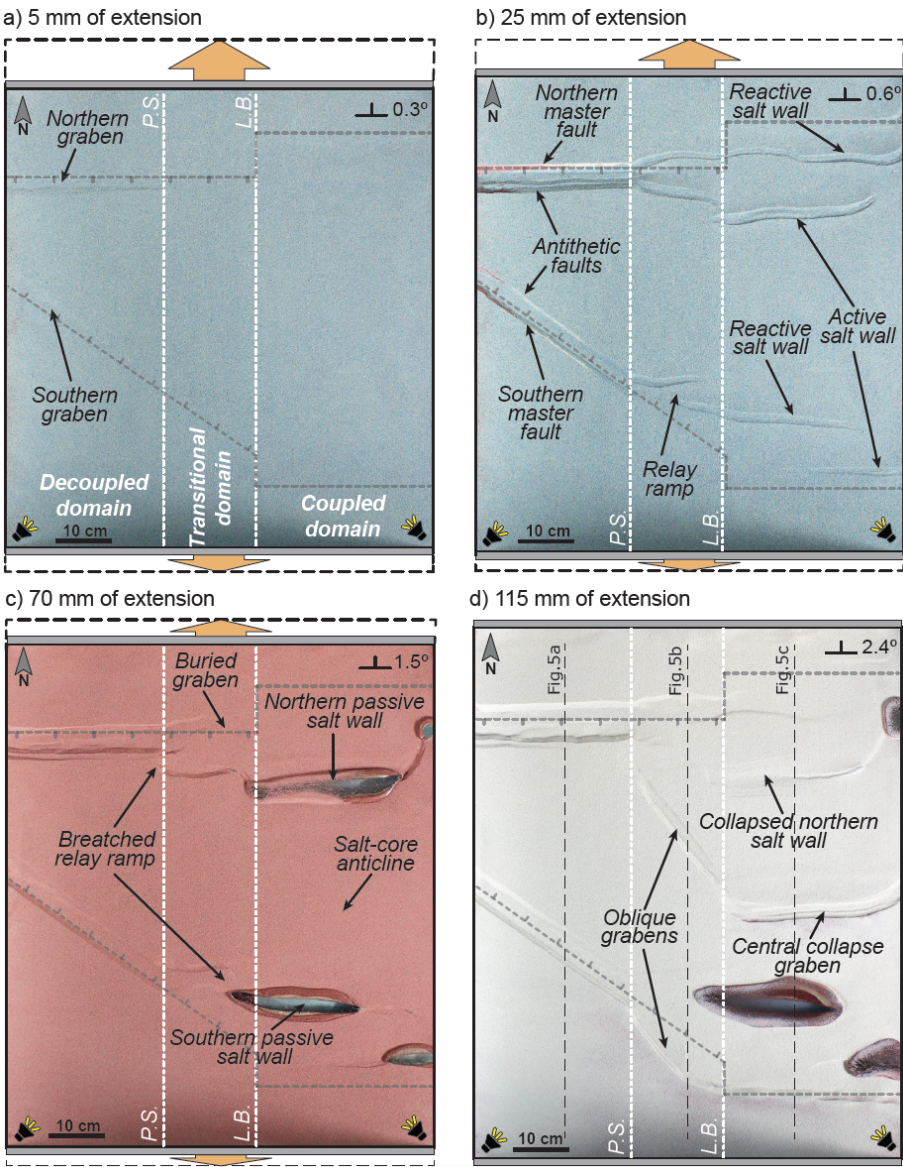 a) 5 mm of extension
N
Northern
graben
P.S.
L.B.
0.3º
Southern
graben
Decoupled
domain
Transitional
domain
Coupled
domain
10 cm
b) 25 mm of extension
N
Northern
master
fault
Reactive
salt wall
0.6º
Antithetic
faults
Reactive
salt wall
Active
salt wall
Southern
master
fault
Relay
ramp
P.S.
L.B.
10 cm
c) 70 mm of extension
N
Buried
graben
1.5º
Northern passive
salt wall
Breatched
relay ramp
Salt-core
anticline
Southern passive
salt wall
P.S.
L.B.
10 cm
d) 115 mm of extension
N
Fig.5a
Fig.5b
Fig.5c
2.4º
Collapsed northern
salt wall
Oblique
grabens
Central collapse
graben
P.S.
L.B.
10 cm